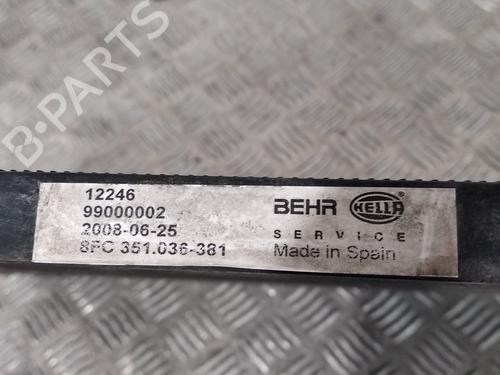 12246
99000002
2008-06-25
8FC 351.036-381
BEHR HELLA
SERVICE
Made in Spain
B-PARTS